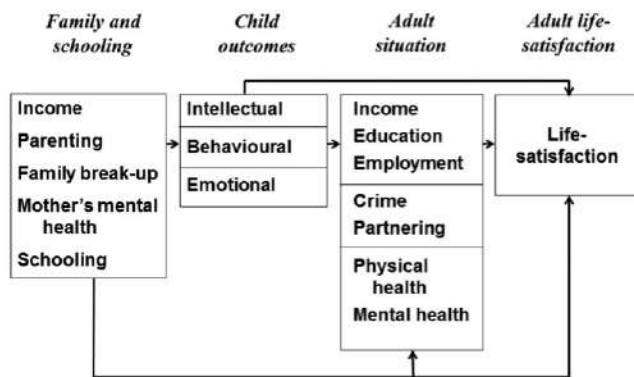 Family and
schooling
Child
outcomes
Adult
situation
Adult life-
satisfaction
Income
Parenting
Family break-up
Mother's mental
health
Schooling
Intellectual
Behavioural
Emotional
Income
Education
Employment
Crime
Partnering
Physical
health
Mental health
Life-
satisfaction